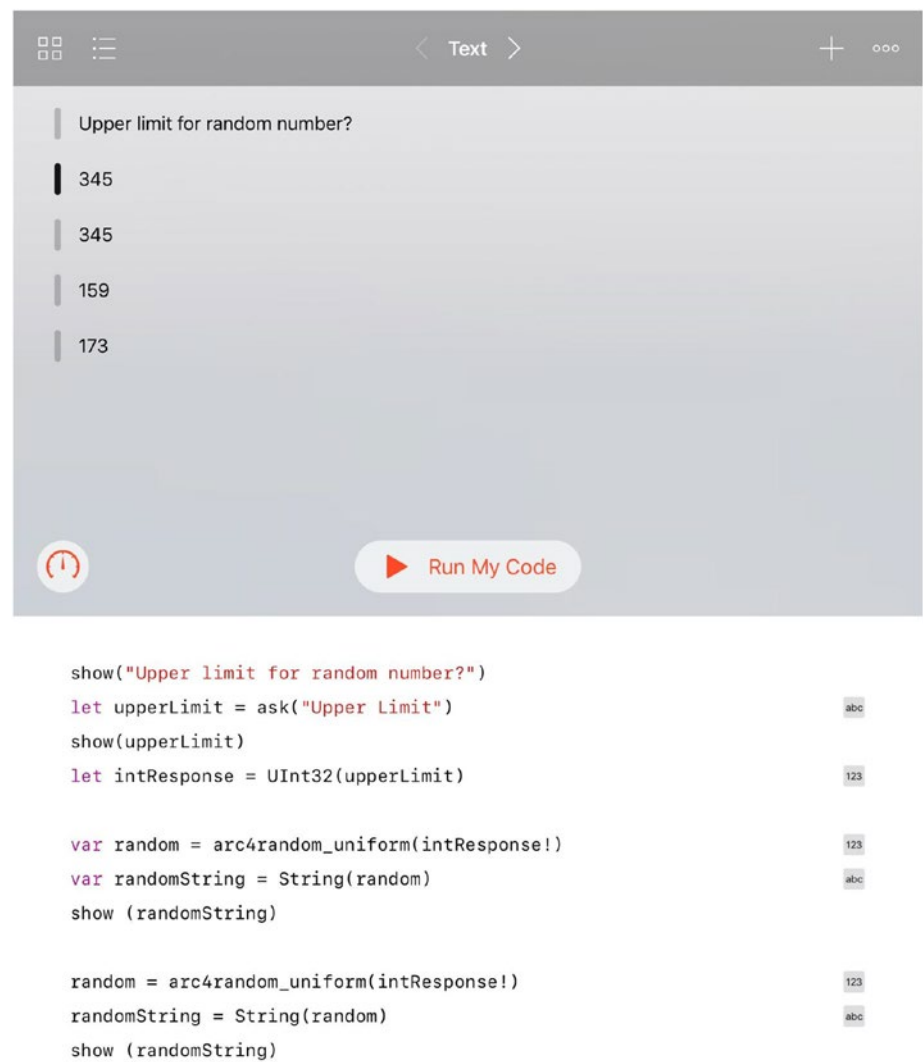 Text
Upper limit for random number?
345
345
159
173
Run My Code
show("Upper limit for random number?")
let upperLimit = ask("Upper Limit") abc
show(upperLimit)
let intResponse = UInt32(upperLimit) 123
var random = arc4random_uniform(intResponse!) 123
var randomString = String(random) abc
show (randomString)
random = arc4random_uniform(intResponse!) 123
randomString = String(random) abc
show (randomString)